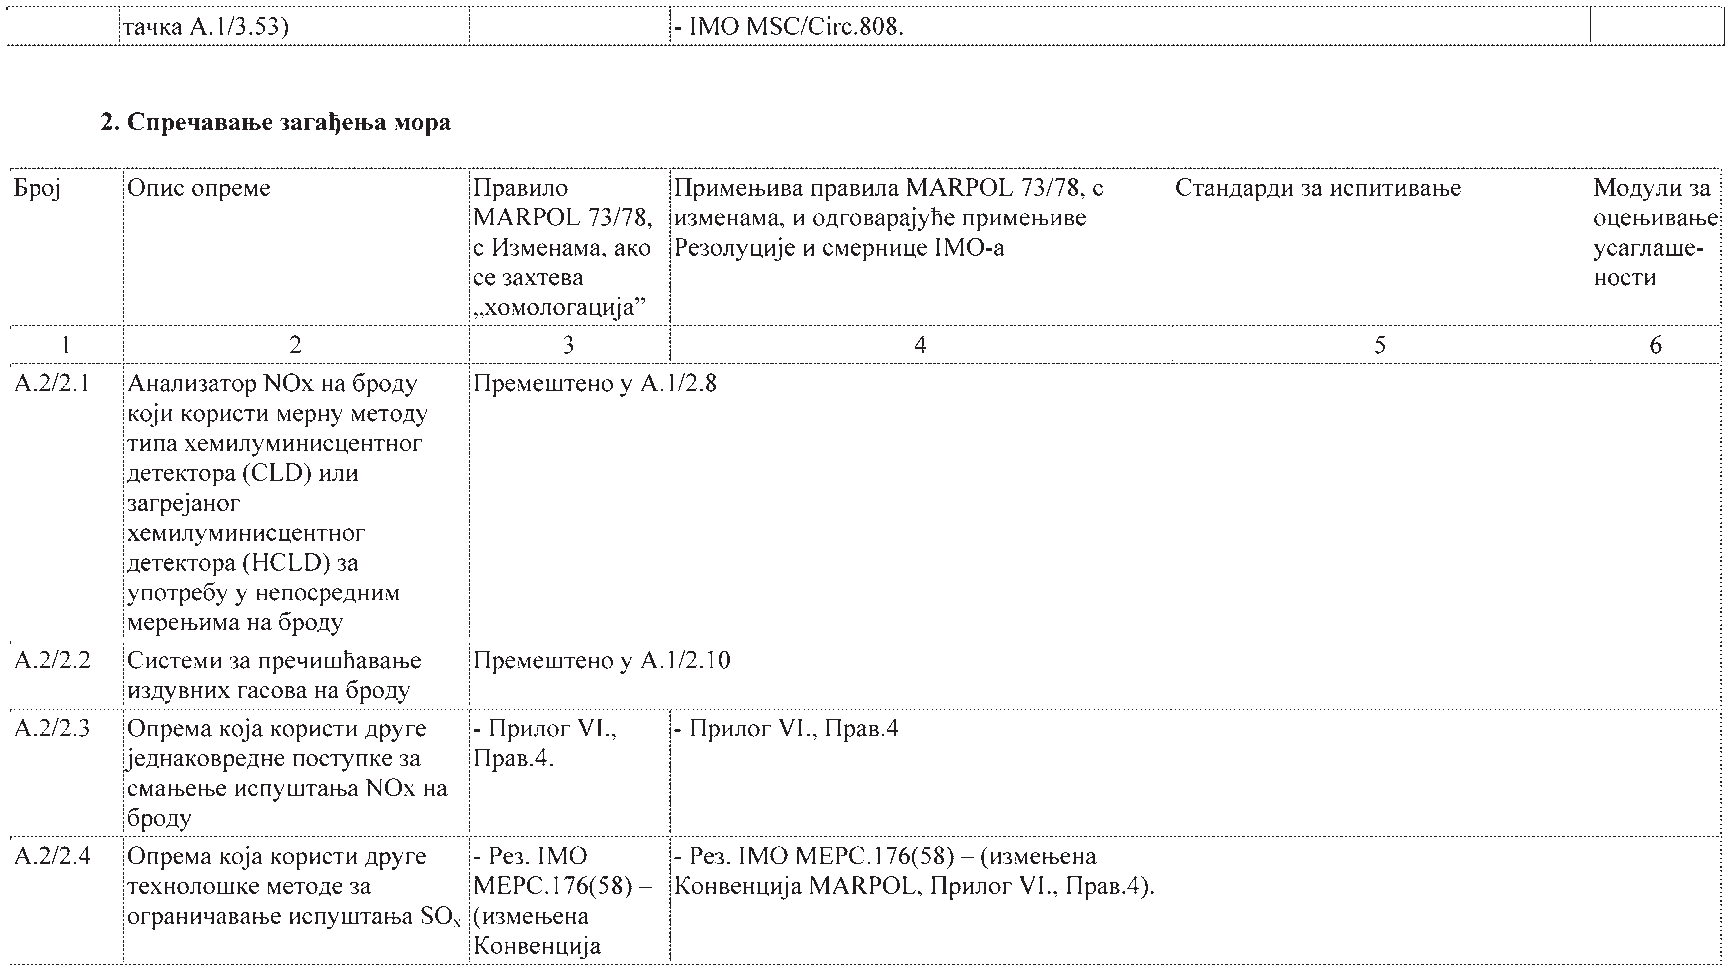 тачка А.1/3.53)
- IMO MSC/Circ.808.
2. Спречавање загађења мора
Број
Опис опреме
Правило
MARPOL 73/78,
с Изменама, ако
се захтева
„хомологација”
Примењива правила MARPOL 73/78, с
изменама, и одговарајуће примењиве
Резолуције и смернице IMO-а
Стандарди за испитивање
Модули за
оцењивање
усаглаше-
ности
1
2
3
4
5
6
А.2/2.1
Анализатор NOx на броду
који користи мерну методу
типа хемилуминисцентног
детектора (CLD) или
загрејаног
хемилуминисцентног
детектора (HCLD) за
употребу у непосредним
мерењима на броду
Премештено у А.1/2.8
А.2/2.2
Системи за пречишћавање
издувних гасова на броду
Премештено у А.1/2.10
А.2/2.3
Опрема која користи друге
једнаковредне поступке за
смањење испуштања NOx на
броду
- Прилог VI.,
Прав.4.
- Прилог VI., Прав.4
А.2/2.4
Опрема која користи друге
технолошке методе за
ограничавање испуштања SOx
- Рез. IMO
MEPC.176(58) –
(измењена
Конвенција
- Рез. IMO MEPC.176(58) – (измењена
Конвенција MARPOL, Прилог VI., Прав.4).